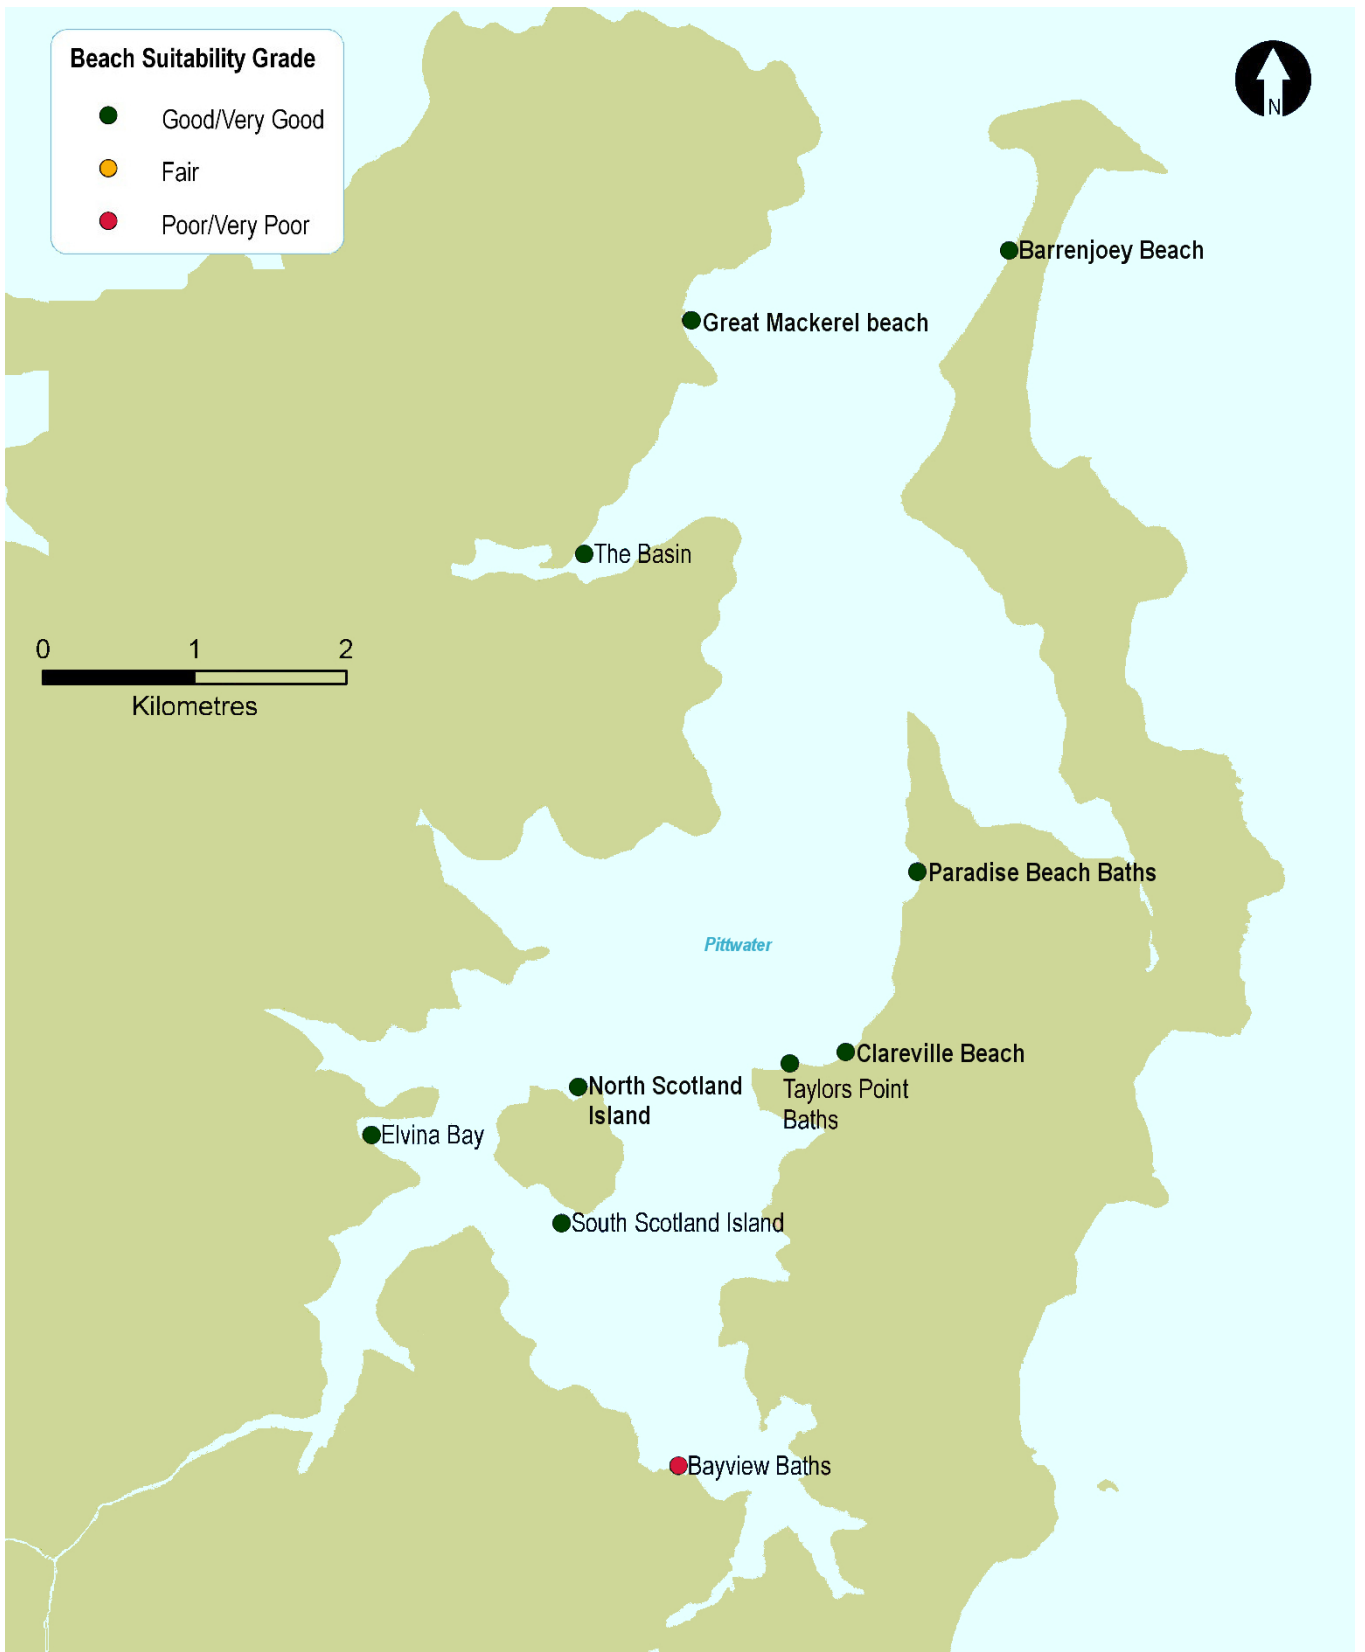 Beach Suitability Grade
Good/Very Good
Fair
Poor/Very Poor
N
Barrenjoey Beach
Great Mackerel beach
The Basin
0 1 2
Kilometres
Paradise Beach Baths
Pittwater
Clareville Beach
Taylors Point
Baths
North Scotland
Island
Elvina Bay
South Scotland Island
Bayview Baths